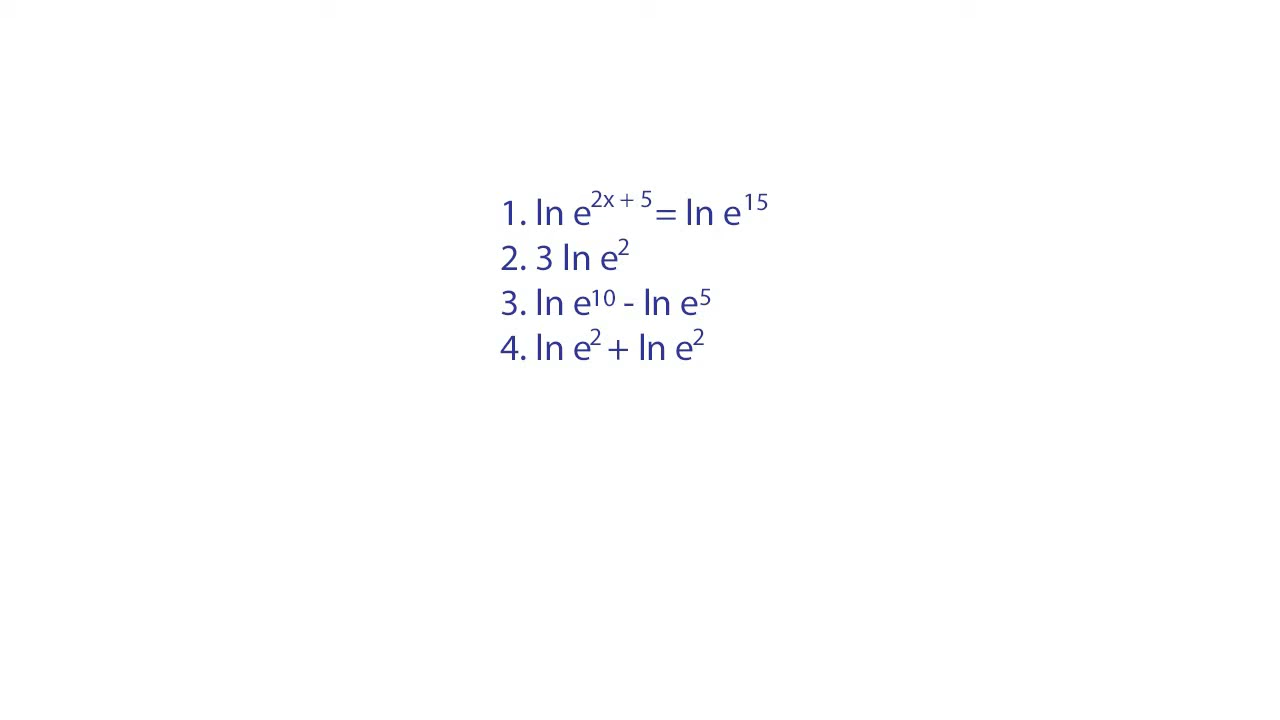 1. ln e^{2x + 5} = ln e^{15}
2. 3 ln e^{2}
3. ln e^{10} - ln e^{5}
4. ln e^{2} + ln e^{2}